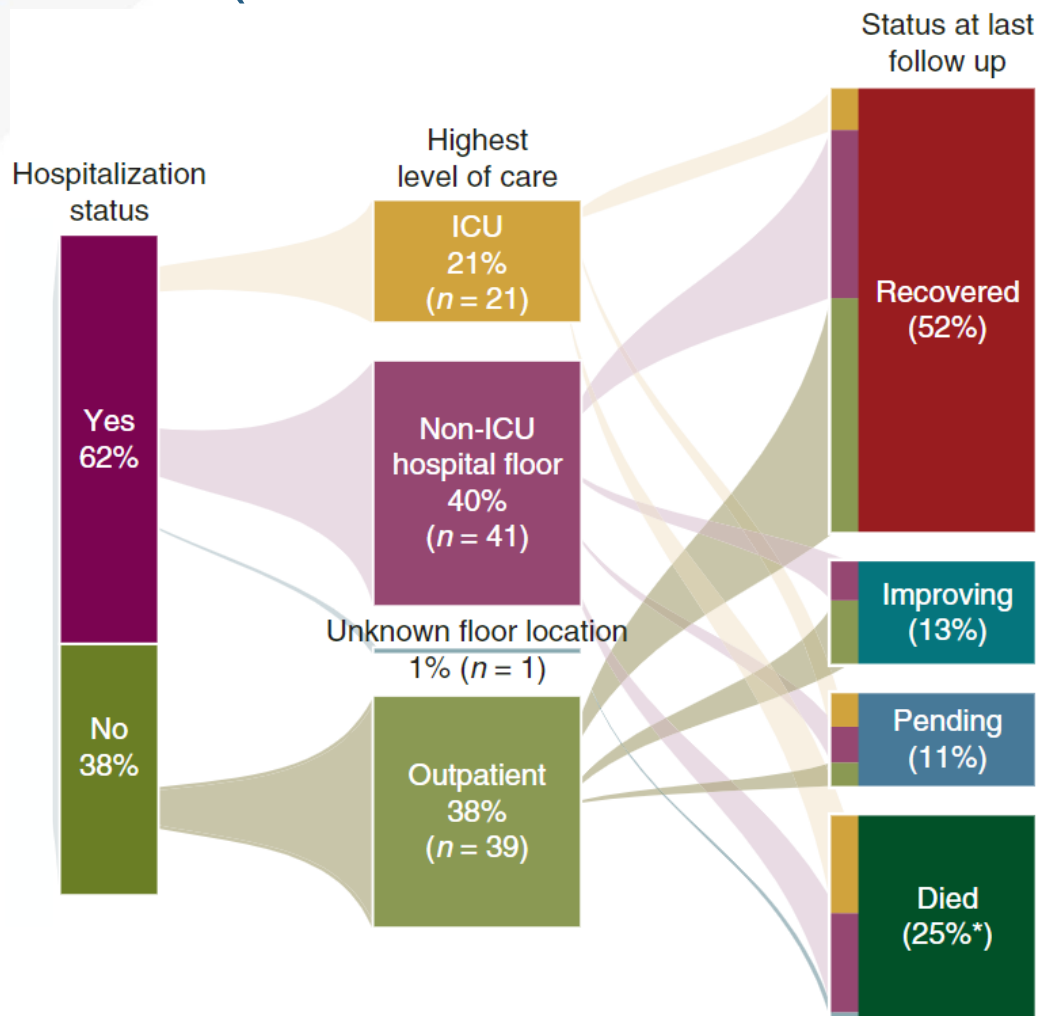 Hospitalization
status
Yes
62%
No
38%
Highest
level of care
ICU
21%
(n = 21)
Non-ICU
hospital floor
40%
(n = 41)
Unknown floor location
1% (n = 1)
Outpatient
38%
(n = 39)
Status at last
follow up
Recovered
(52%)
Improving
(13%)
Pending
(11%)
Died
(25%*)